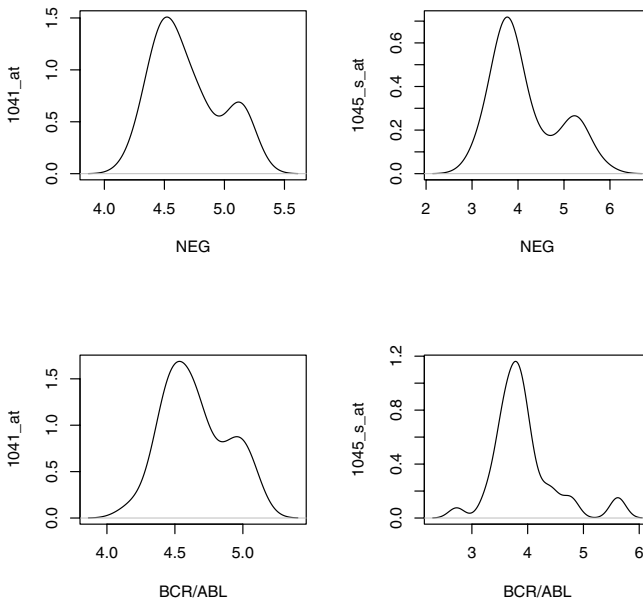 1041_at
0.0 0.5 1.0 1.5
4.0 4.5 5.0 5.5
NEG
1045_s_at
0.0 0.2 0.4 0.6
2 3 4 5 6
NEG
1041_at
0.0 0.5 1.0 1.5
4.0 4.5 5.0
BCR/ABL
1045_s_at
0.0 0.4 0.8 1.2
3 4 5 6
BCR/ABL